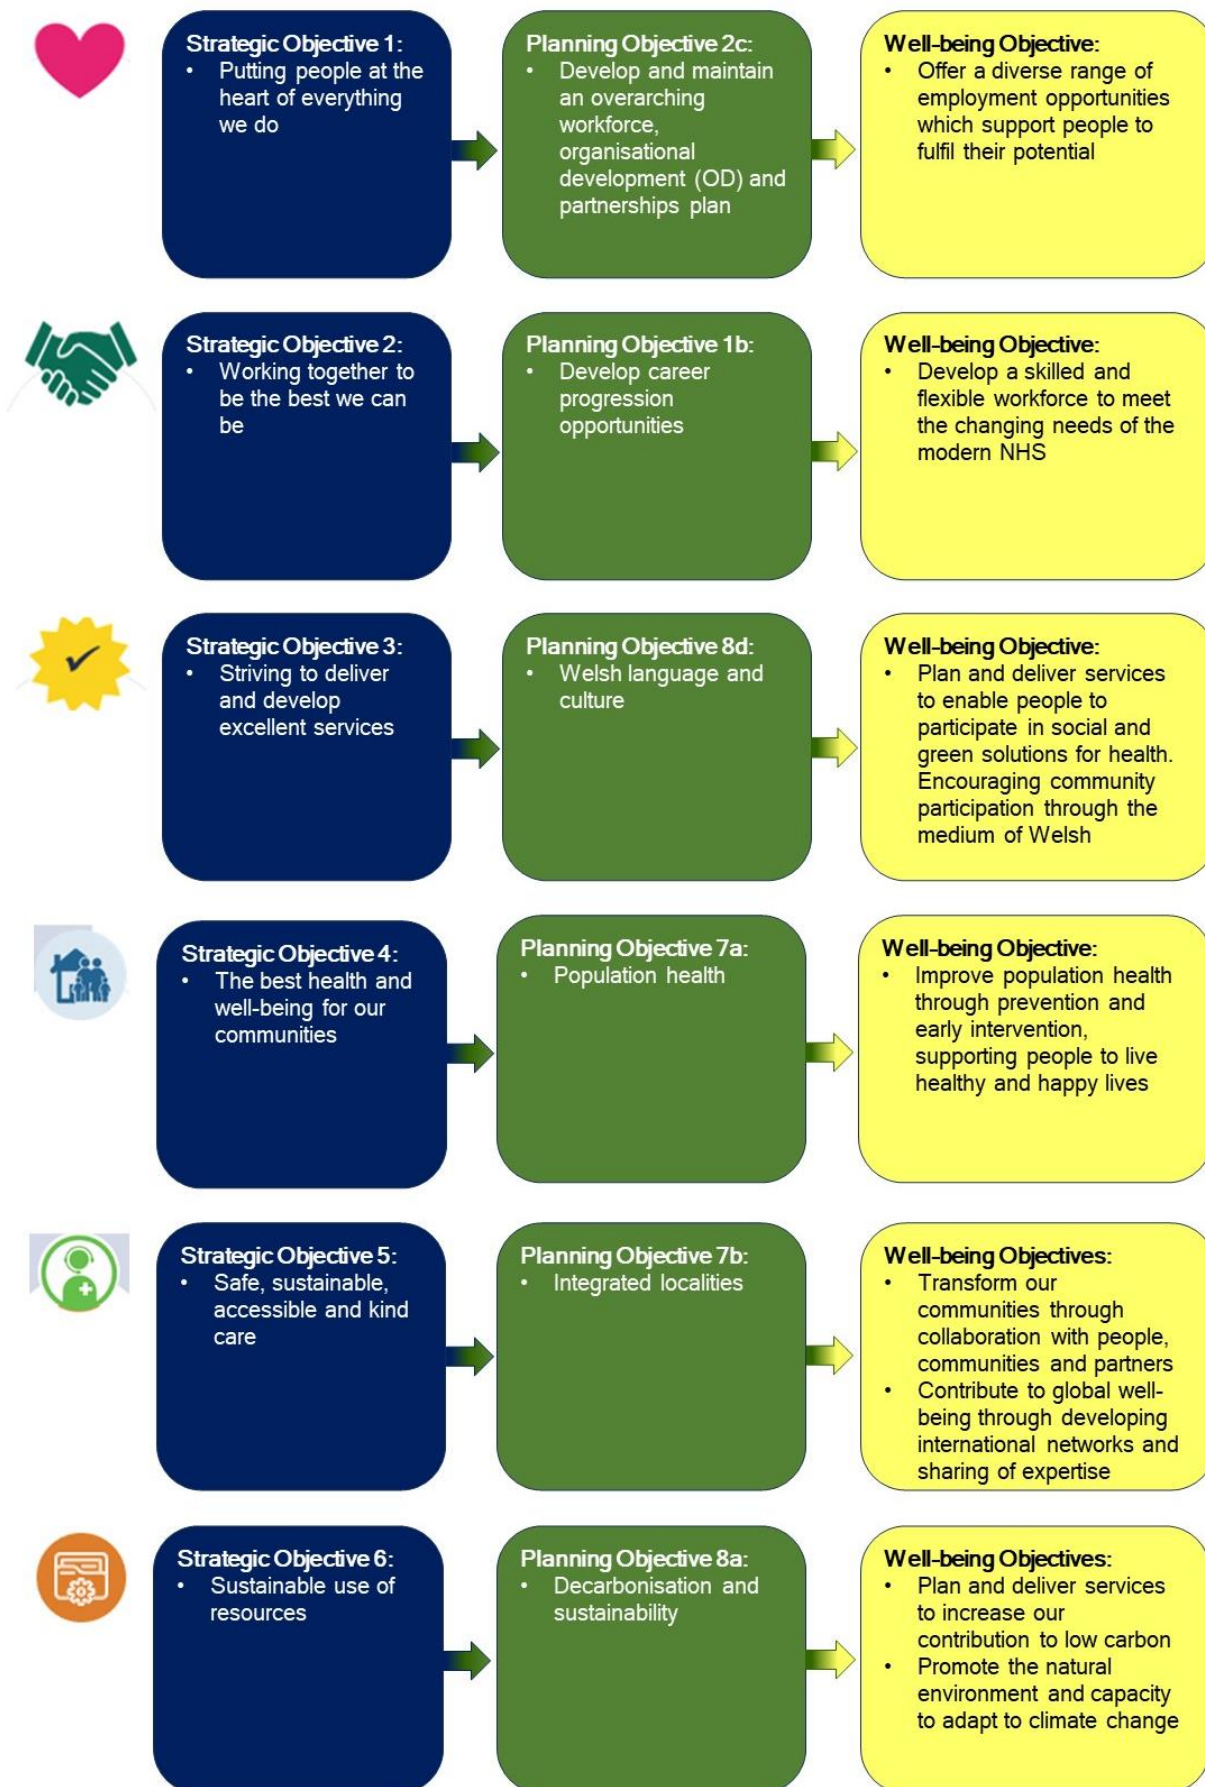 Strategic Objective 1:
• Putting people at the
heart of everything
we do
Planning Objective 2c:
• Develop and maintain
an overarching
workforce,
organisational
development (OD) and
partnerships plan
Well-being Objective:
• Offer a diverse range of
employment opportunities
which support people to
fulfil their potential
Strategic Objective 2:
• Working together to
be the best we can
be
Planning Objective 1b:
• Develop career
progression
opportunities
Well-being Objective:
• Develop a skilled and
flexible workforce to meet
the changing needs of the
modern NHS
Strategic Objective 3:
• Striving to deliver
and develop
excellent services
Planning Objective 8d:
• Welsh language and
culture
Well-being Objective:
• Plan and deliver services
to enable people to
participate in social and
green solutions for health.
Encouraging community
participation through the
medium of Welsh
Strategic Objective 4:
• The best health and
well-being for our
communities
Planning Objective 7a:
• Population health
Well-being Objective:
• Improve population health
through prevention and
early intervention,
supporting people to live
healthy and happy lives
Strategic Objective 5:
• Safe, sustainable,
accessible and kind
care
Planning Objective 7b:
• Integrated localities
Well-being Objectives:
• Transform our
communities through
collaboration with people,
communities and partners
• Contribute to global well-
being through developing
international networks and
sharing of expertise
Strategic Objective 6:
• Sustainable use of
resources
Planning Objective 8a:
• Decarbonisation and
sustainability
Well-being Objectives:
• Plan and deliver services
to increase our
contribution to low carbon
• Promote the natural
environment and capacity
to adapt to climate change